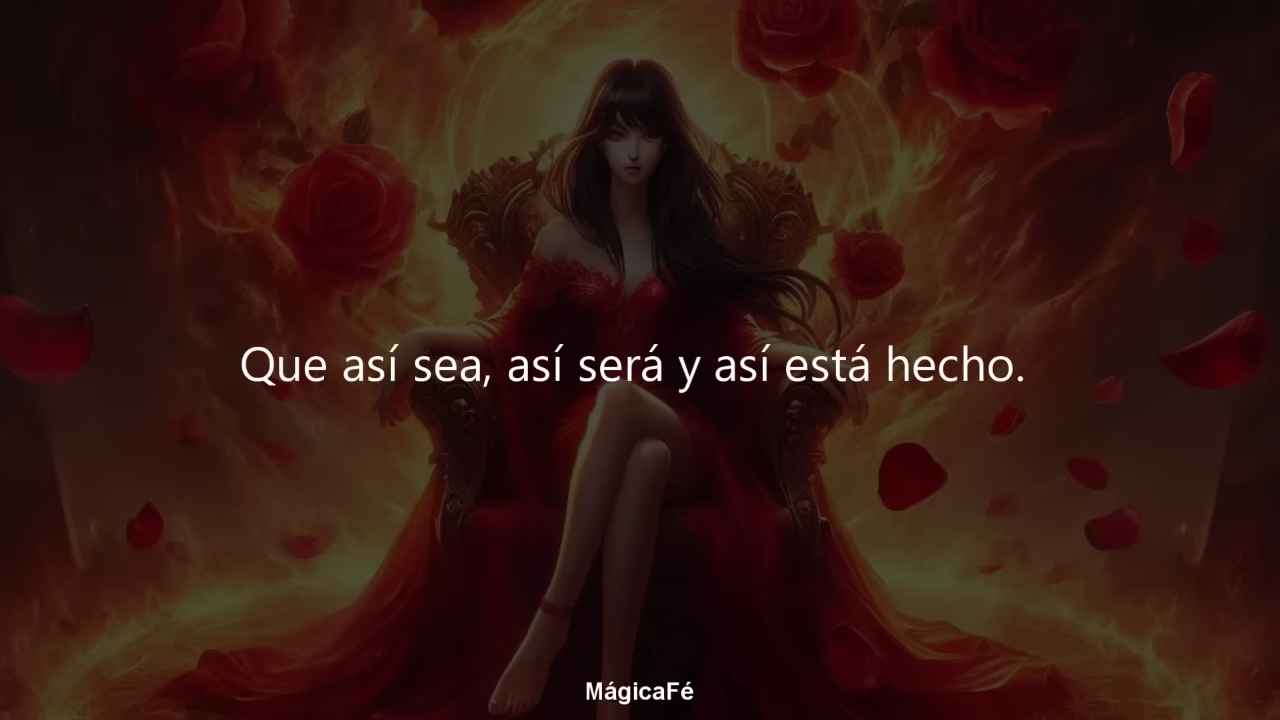 Que así sea, así será y así está hecho.
MágicaFé